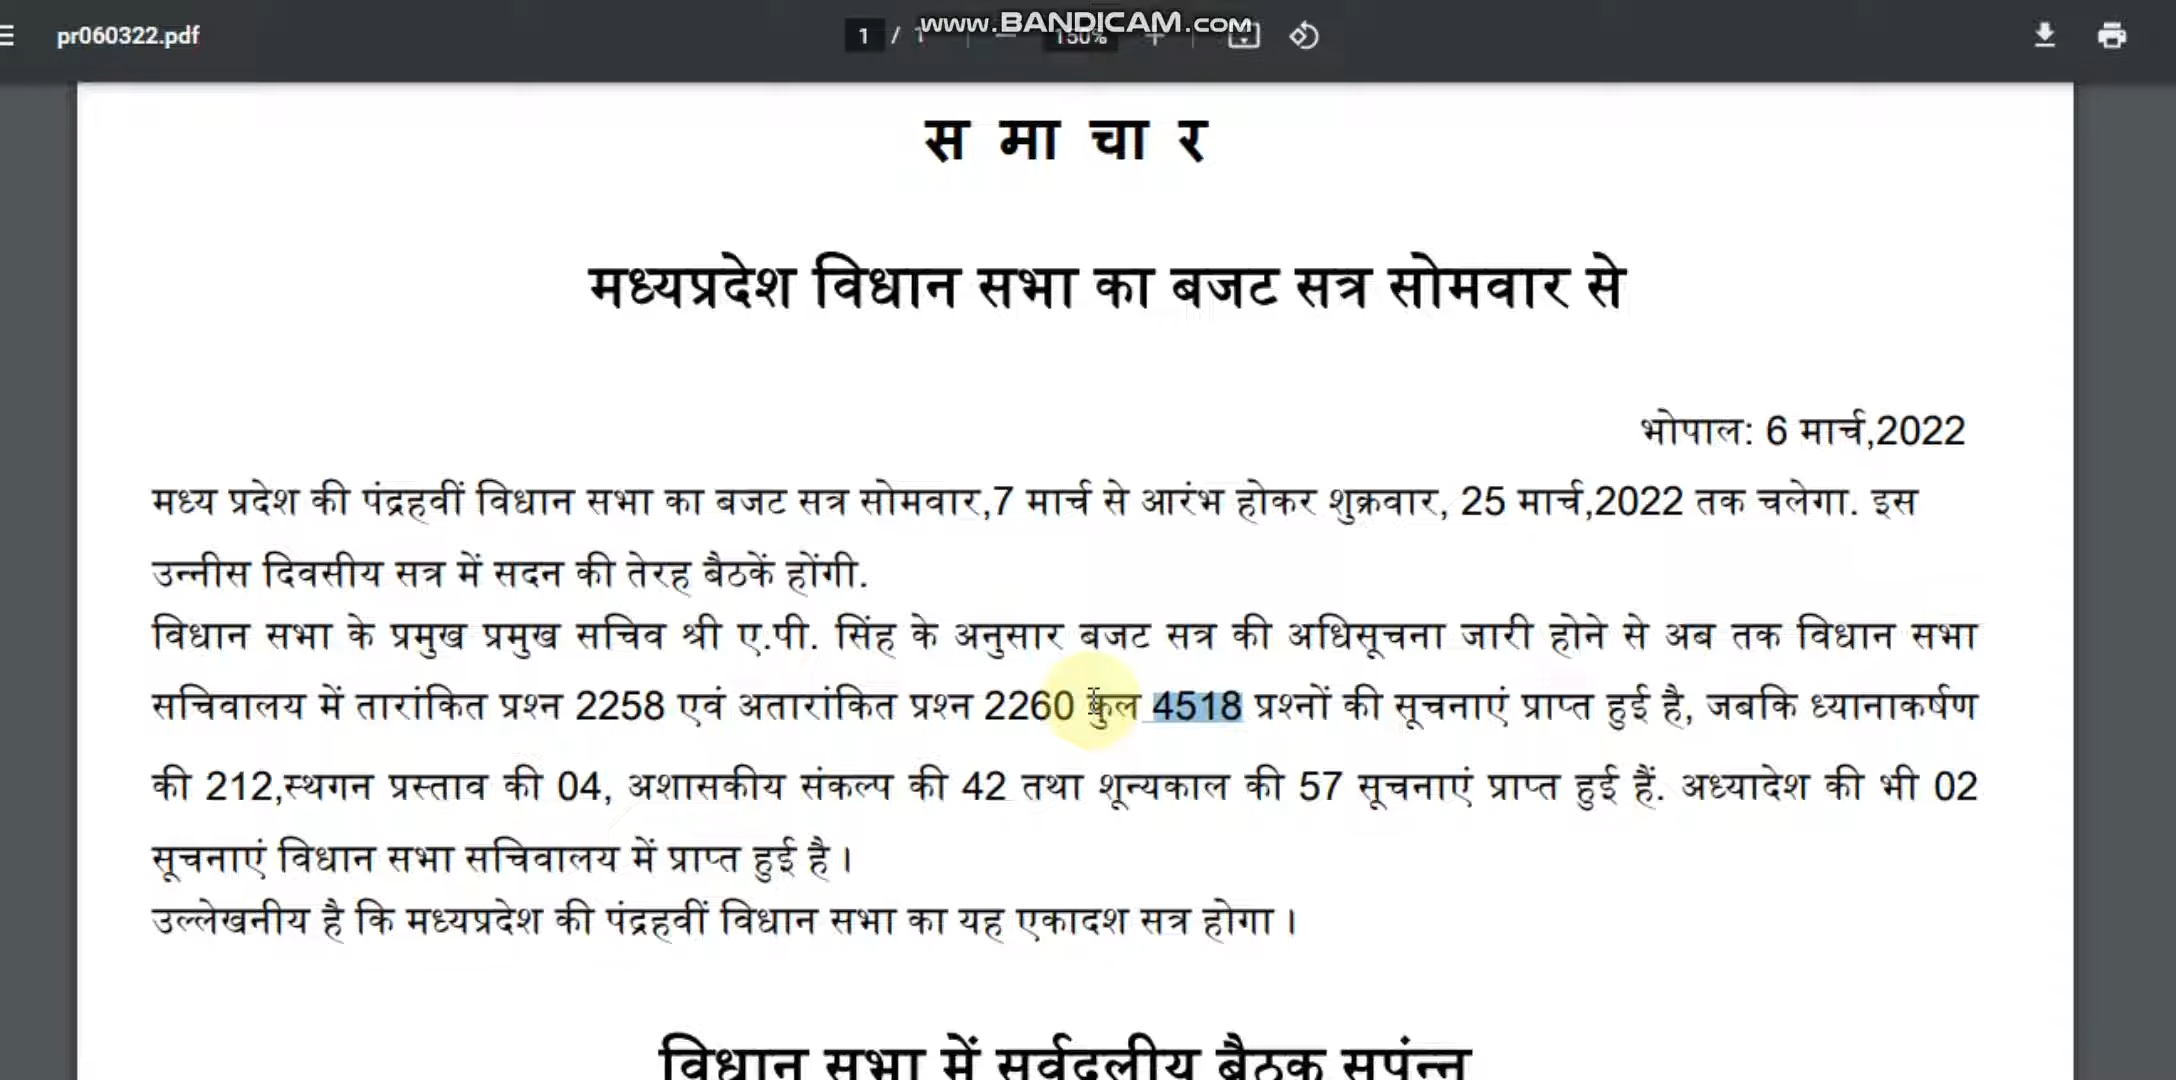 www.BANDICAM.com
pr060322.pdf 1 / 1 150%
स मा चा र
मध्यप्रदेश विधान सभा का बजट सत्र सोमवार से
भोपाल: 6 मार्च,2022
मध्य प्रदेश की पंद्रहवीं विधान सभा का बजट सत्र सोमवार,7 मार्च से आरंभ होकर शुक्रवार, 25 मार्च,2022 तक चलेगा. इस
उन्नीस दिवसीय सत्र में सदन की तेरह बैठकें होंगी.
विधान सभा के प्रमुख प्रमुख सचिव श्री ए.पी. सिंह के अनुसार बजट सत्र की अधिसूचना जारी होने से अब तक विधान सभा
सचिवालय में तारांकित प्रश्न 2258 एवं अतारांकित प्रश्न 2260 कुल 4518 प्रश्नों की सूचनाएं प्राप्त हुई है, जबकि ध्यानाकर्षण
की 212,स्थगन प्रस्ताव की 04, अशासकीय संकल्प की 42 तथा शून्यकाल की 57 सूचनाएं प्राप्त हुई हैं. अध्यादेश की भी 02
सूचनाएं विधान सभा सचिवालय में प्राप्त हुई है।
उल्लेखनीय है कि मध्यप्रदेश की पंद्रहवीं विधान सभा का यह एकादश सत्र होगा।
विधान सभा में सर्वदलीय बैठक सपंन्न